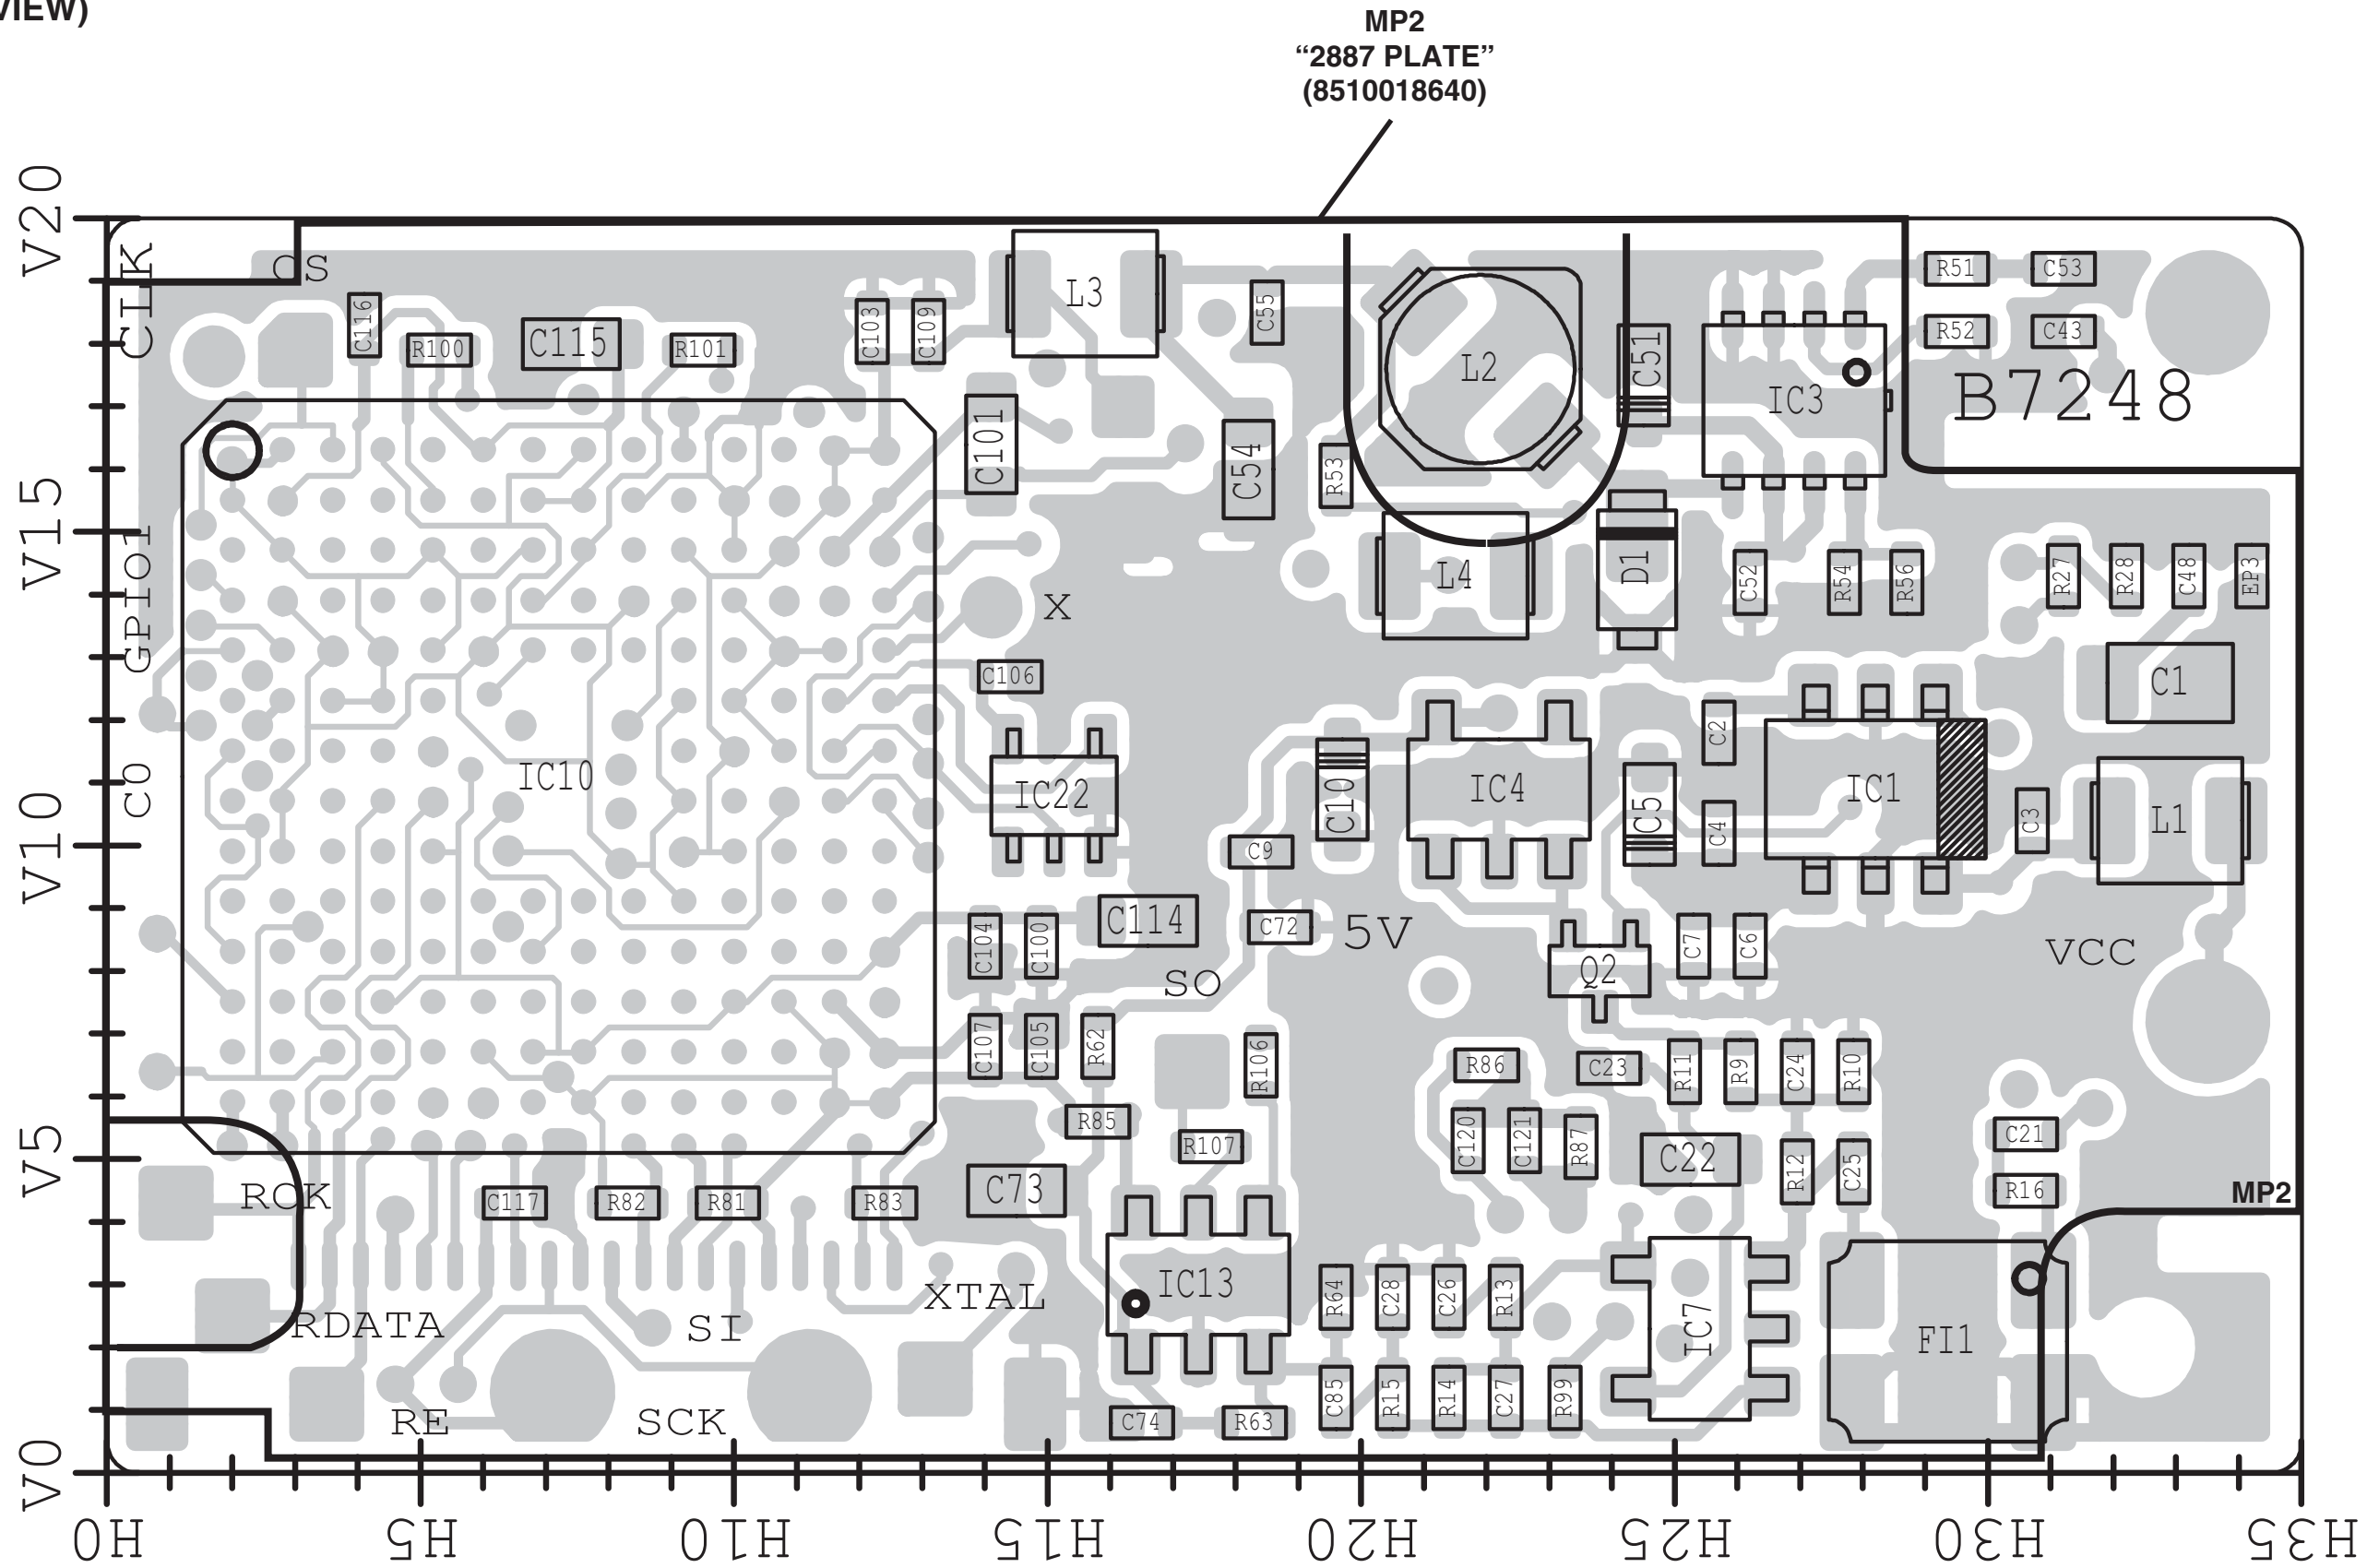 VIEW)
MP2
“2887 PLATE”
(8510018640)
V20
CLK
CS
C116
R100
C115
R101
C103
C109
L3
C55
L2
C51
IC3
R51
C53
R52
C43
B7248
C101
C54
R53
V15
GPIO1
X
L4
D1
C52
R54
R56
R27
R28
C48
EP3
C106
C1
C2
IC10
C0
IC22
C10
IC4
C5
C4
IC1
C3
L1
V10
C9
C114
C72
5V
C104
C100
SO
Q2
C7
C6
VCC
C107
C105
R62
R106
R86
C23
R11
R9
C24
R10
R85
R107
C120
C121
R87
C22
R12
C25
C21
V5
RCK
C117
R82
R81
R83
C73
R16
MP2
IC13
XTAL
RDATA
SI
R64
C28
C26
R13
IC7
FI1
RE
SCK
C74
R63
C85
R15
R14
C27
R99
V0
H0
H5
H10
H15
H20
H25
H30
H35